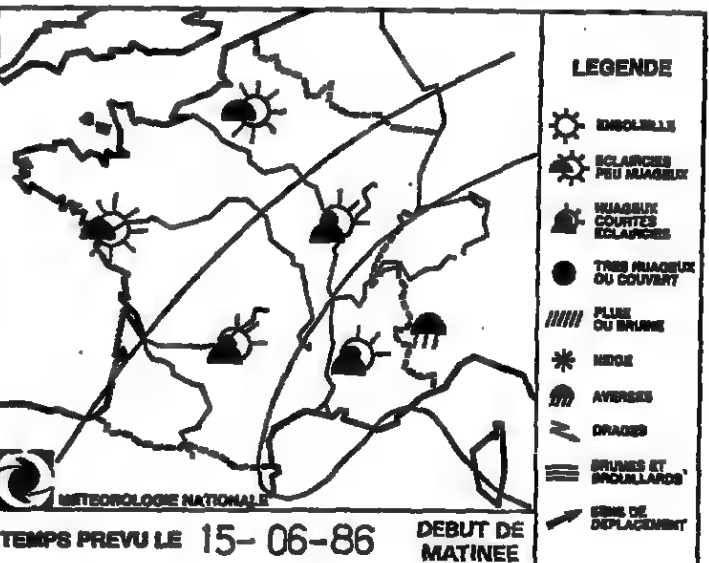 LEGENDE
ENSOLEILLE
ECLAIRCIES
PEU NUAGEUX
NUAGEUX
COURTES
ECLAIRCIES
TRES NUAGEUX
OU COUVERT
PLUIE
OU BRUINE
NEIGE
AVERSES
ORAGES
BRUMES ET
BROUILLARDS
SENS DE
DEPLACEMENT
METEOROLOGIE NATIONALE
TEMPS PREVU LE 15-06-86 DEBUT DE
MATINEE